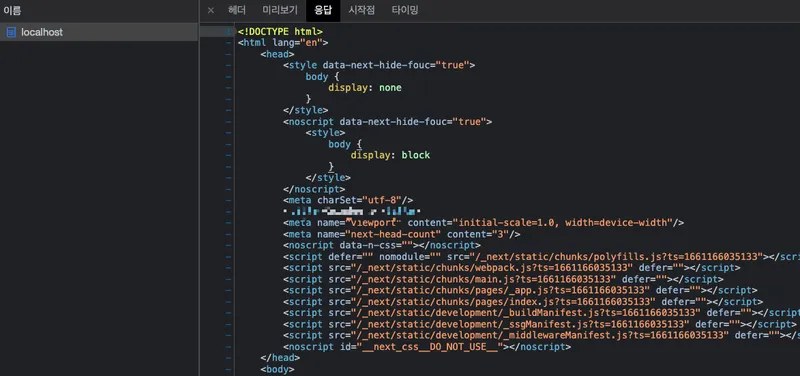 이름
× 헤더 미리보기 응답 시작점 타이밍
localhost
<!DOCTYPE html>
<html lang="en">
<head>
<style data-next-hide-fouc="true">
body {
display: none
}
</style>
<noscript data-next-hide-fouc="true">
<style>
body {
display: block
}
</style>
</noscript>
<meta charSet="utf-8"/>
<meta name="viewport" content="initial-scale=1.0, width=device-width"/>
<meta name="next-head-count" content="3"/>
<noscript data-n-css=""></noscript>
<script defer="" nomodule="" src="/_next/static/chunks/polyfills.js?ts=1661166035133"></script>
<script src="/_next/static/chunks/webpack.js?ts=1661166035133" defer=""></script>
<script src="/_next/static/chunks/main.js?ts=1661166035133" defer=""></script>
<script src="/_next/static/chunks/pages/_app.js?ts=1661166035133" defer=""></script>
<script src="/_next/static/chunks/pages/index.js?ts=1661166035133" defer=""></script>
<script src="/_next/static/development/_buildManifest.js?ts=1661166035133" defer=""></script>
<script src="/_next/static/development/_ssgManifest.js?ts=1661166035133" defer=""></script>
<script src="/_next/static/development/_middlewareManifest.js?ts=1661166035133" defer=""></script>
<noscript id="__next_css__DO_NOT_USE__"></noscript>
</head>
<body>